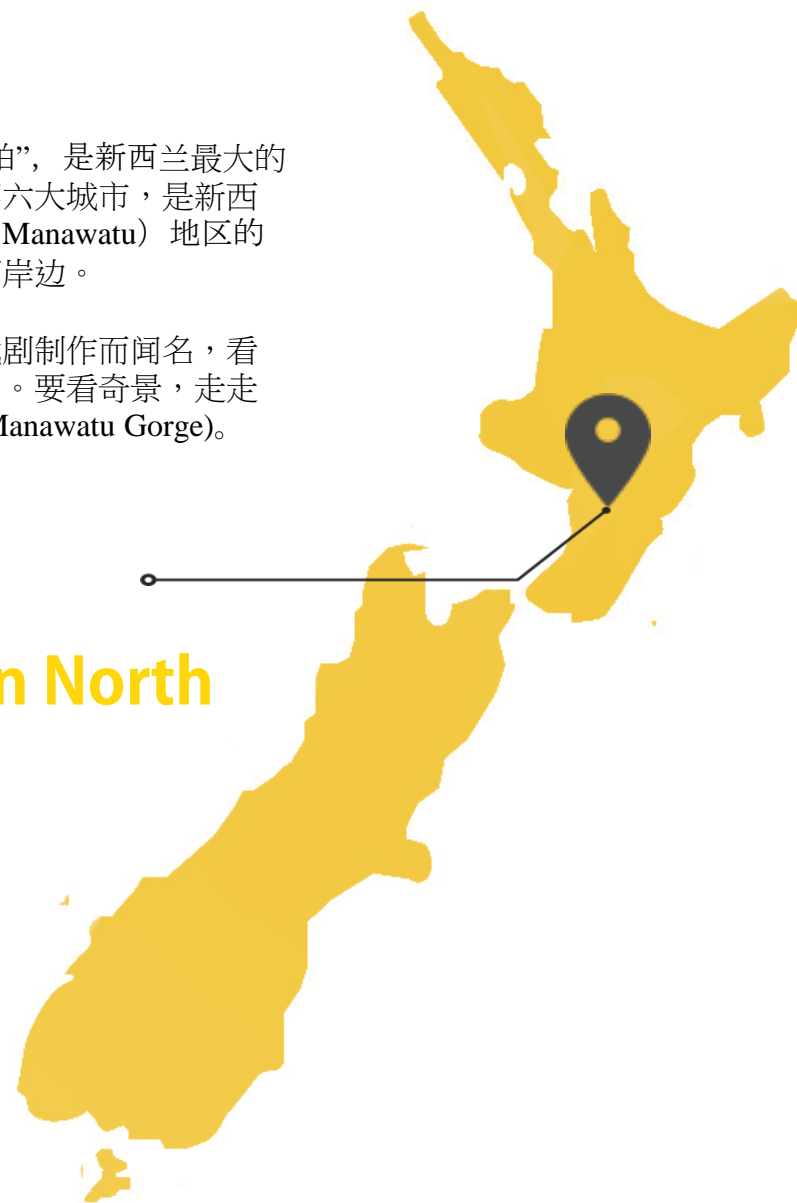 ”, 是新西兰最大的
六大城市，是新西
Manawatu）地区的
岸边。
剧制作而闻名，看
。要看奇景，走走
Manawatu Gorge)。
n North